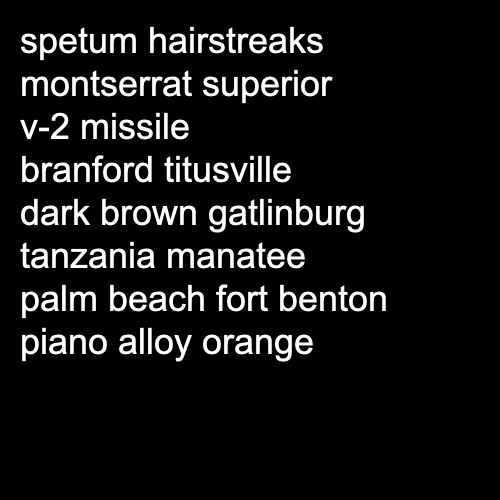 spetum hairstreaks
montserrat superior
v-2 missile
branford titusville
dark brown gatlinburg
tanzania manatee
palm beach fort benton
piano alloy orange